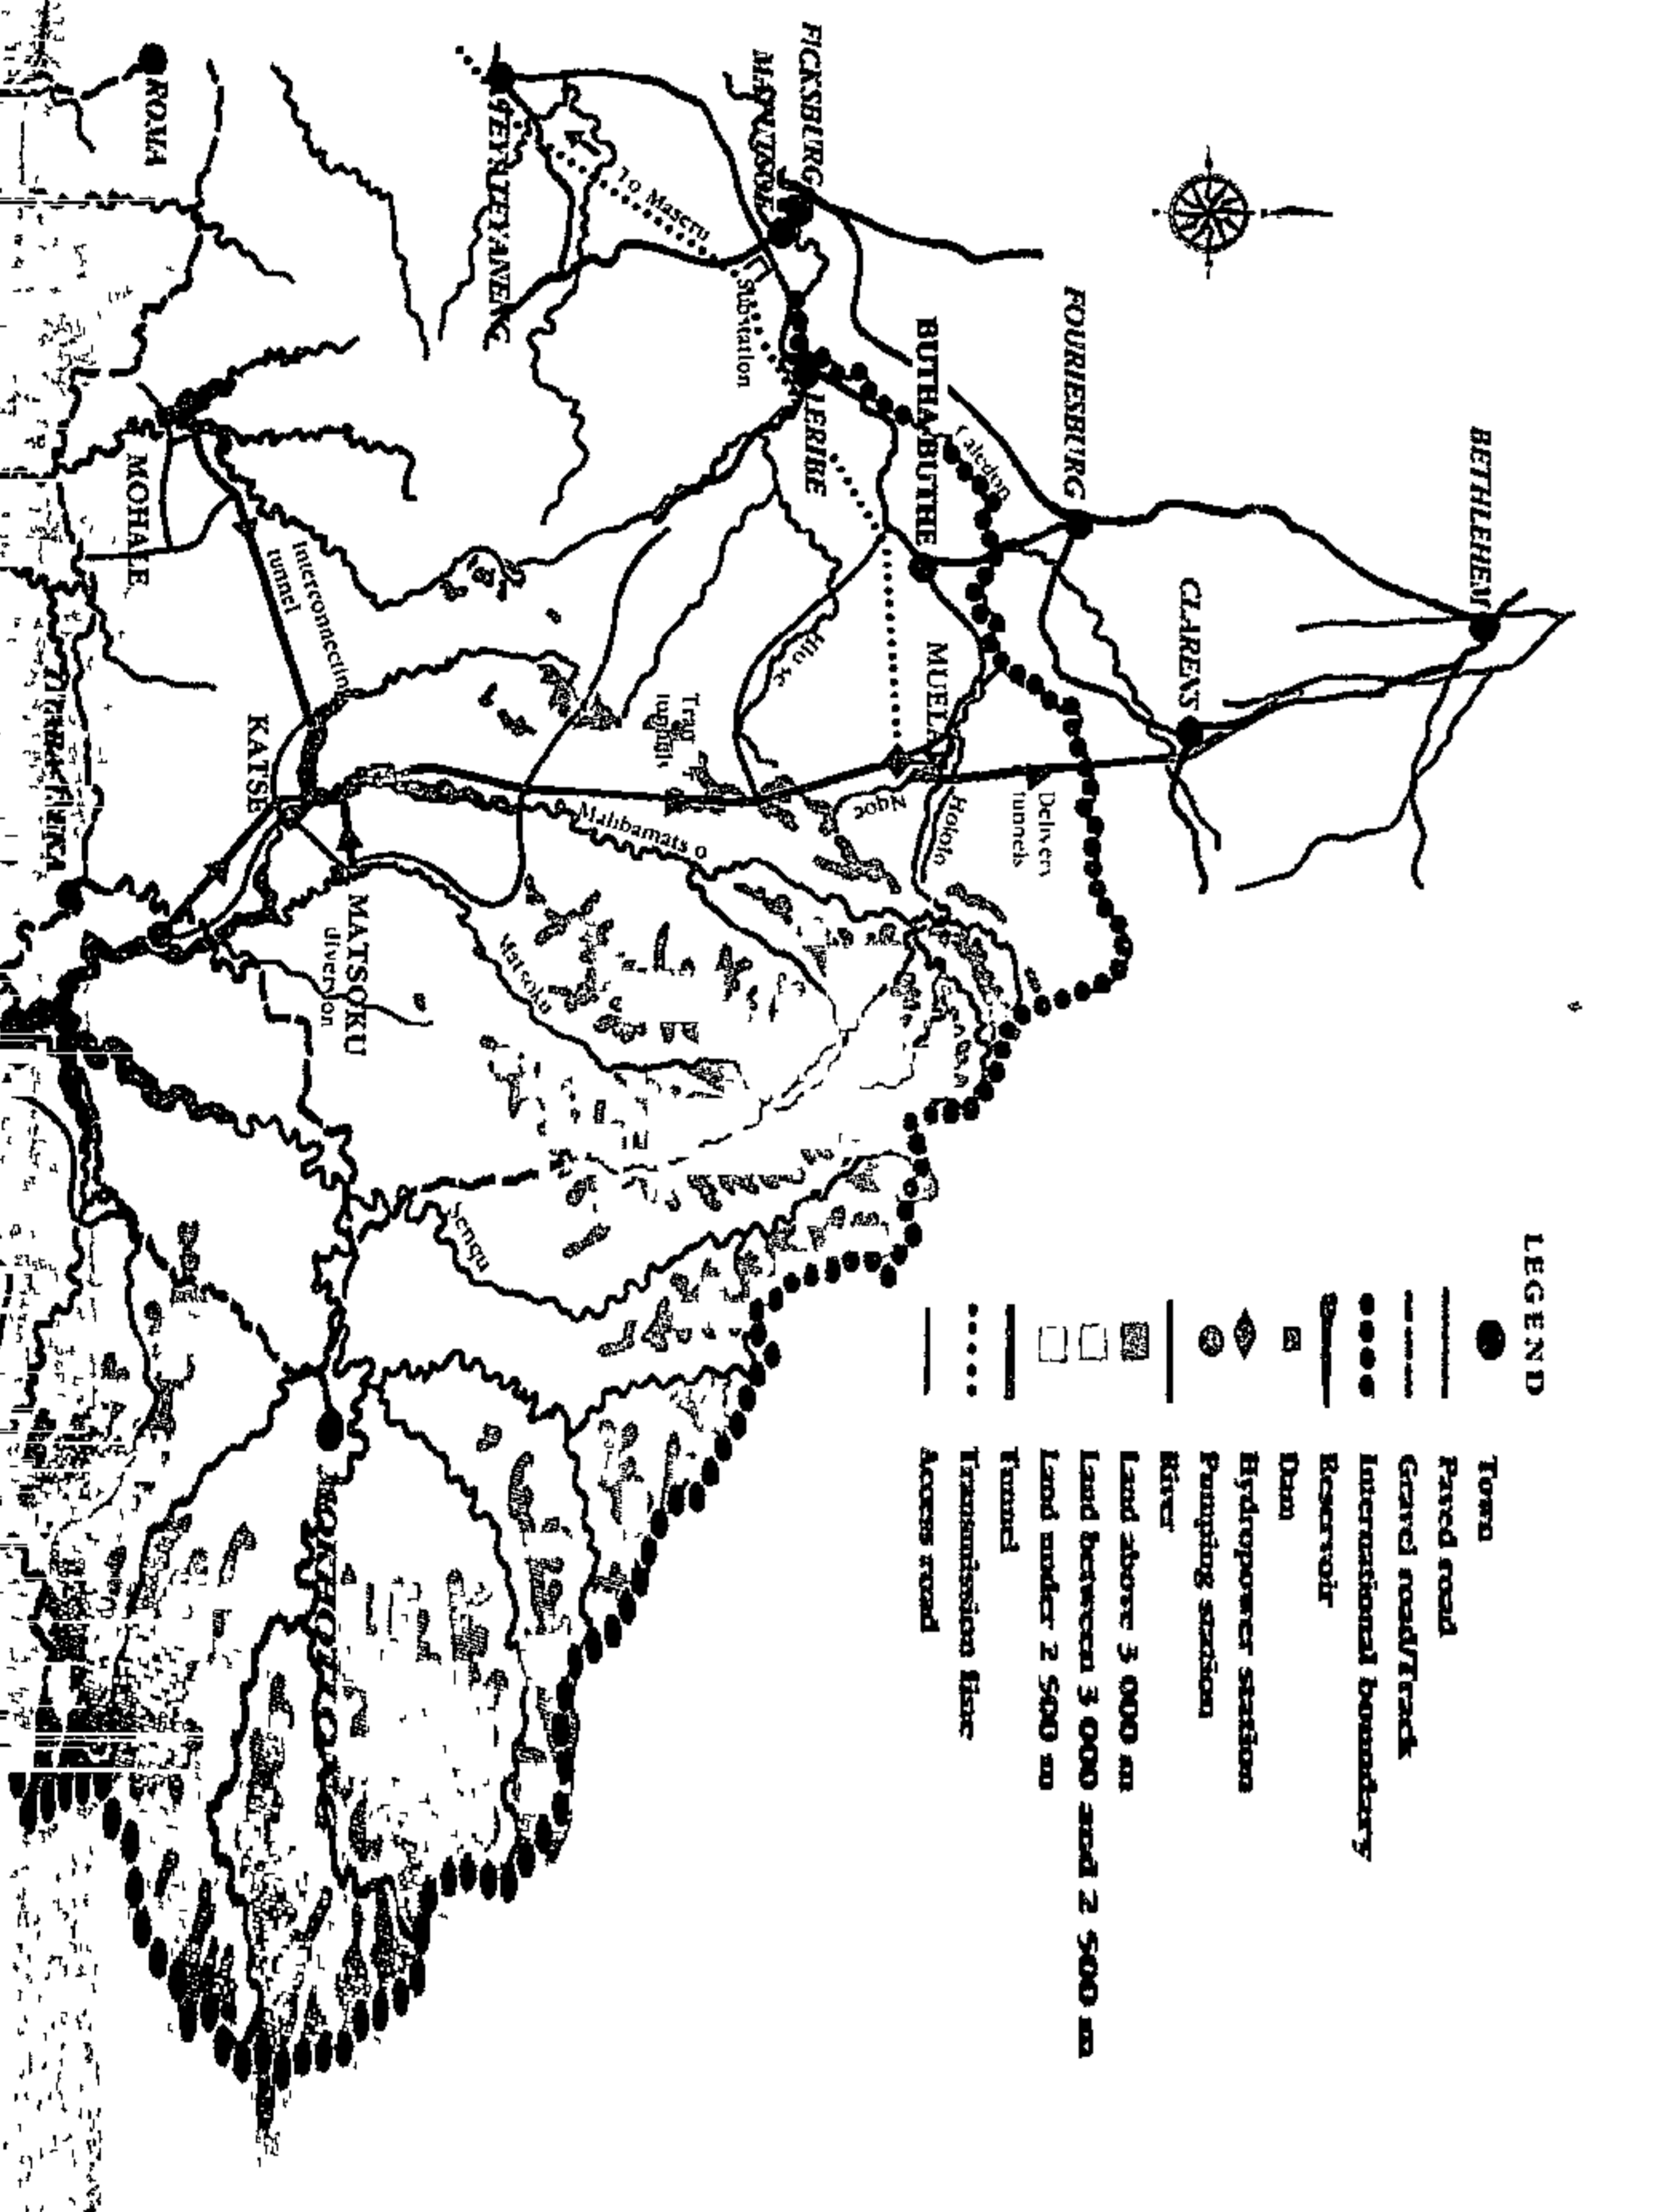 BETHLEHEM
CLARENS
FOURIESBURG
BUTHA-BUTHE
FICKSBURG
LERIBE
Caledon
MUELA
Hololo
Delivery
tunnels
To Maseru
Substation
Hlo se
Ngoe
TEYATEYANENG
Malibamats o
Matsoku
Senqu
ROMA
MOHALE
Interconnecting
tunnel
KATSE
MATSOKU
diversion
MOKHOTLONG
LEGEND
Town
Paved road
Gravel road/Track
International boundary
Reservoir
Dam
Hydropower station
Pumping station
River
Land above 3 000 m
Land between 3 000 and 2 500 m
Land under 2 500 m
Tunnel
Transmission line
Access road